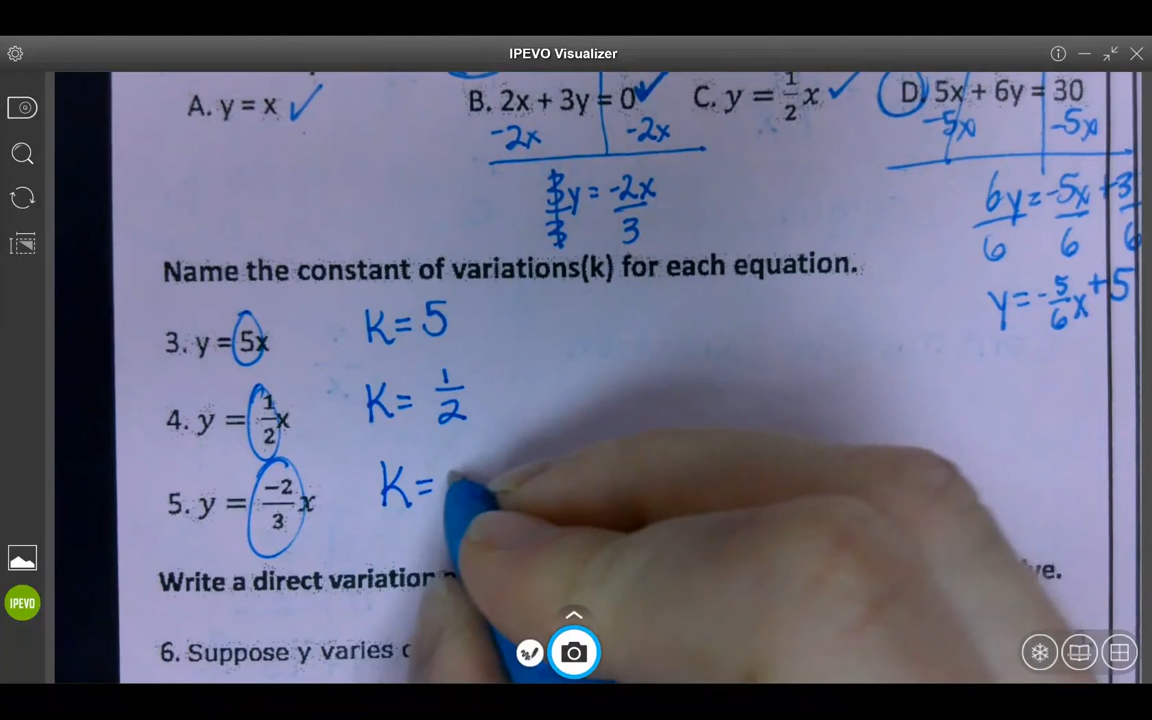 IPEVO Visualizer
A. y = x ✓
B. 2x + 3y = 0 ✓
-2x -2x
3y = -2x
3 3
C. y = 1/2 x ✓
D. 5x + 6y = 30
-5x -5x
6y = -5x + 3
6 6 6
y = -5/6 x + 5
Name the constant of variations(k) for each equation.
3. y = 5x K = 5
4. y = 1/2 x K = 1/2
5. y = -2/3 x K =
Write a direct variation
6. Suppose y varies
IPEVO